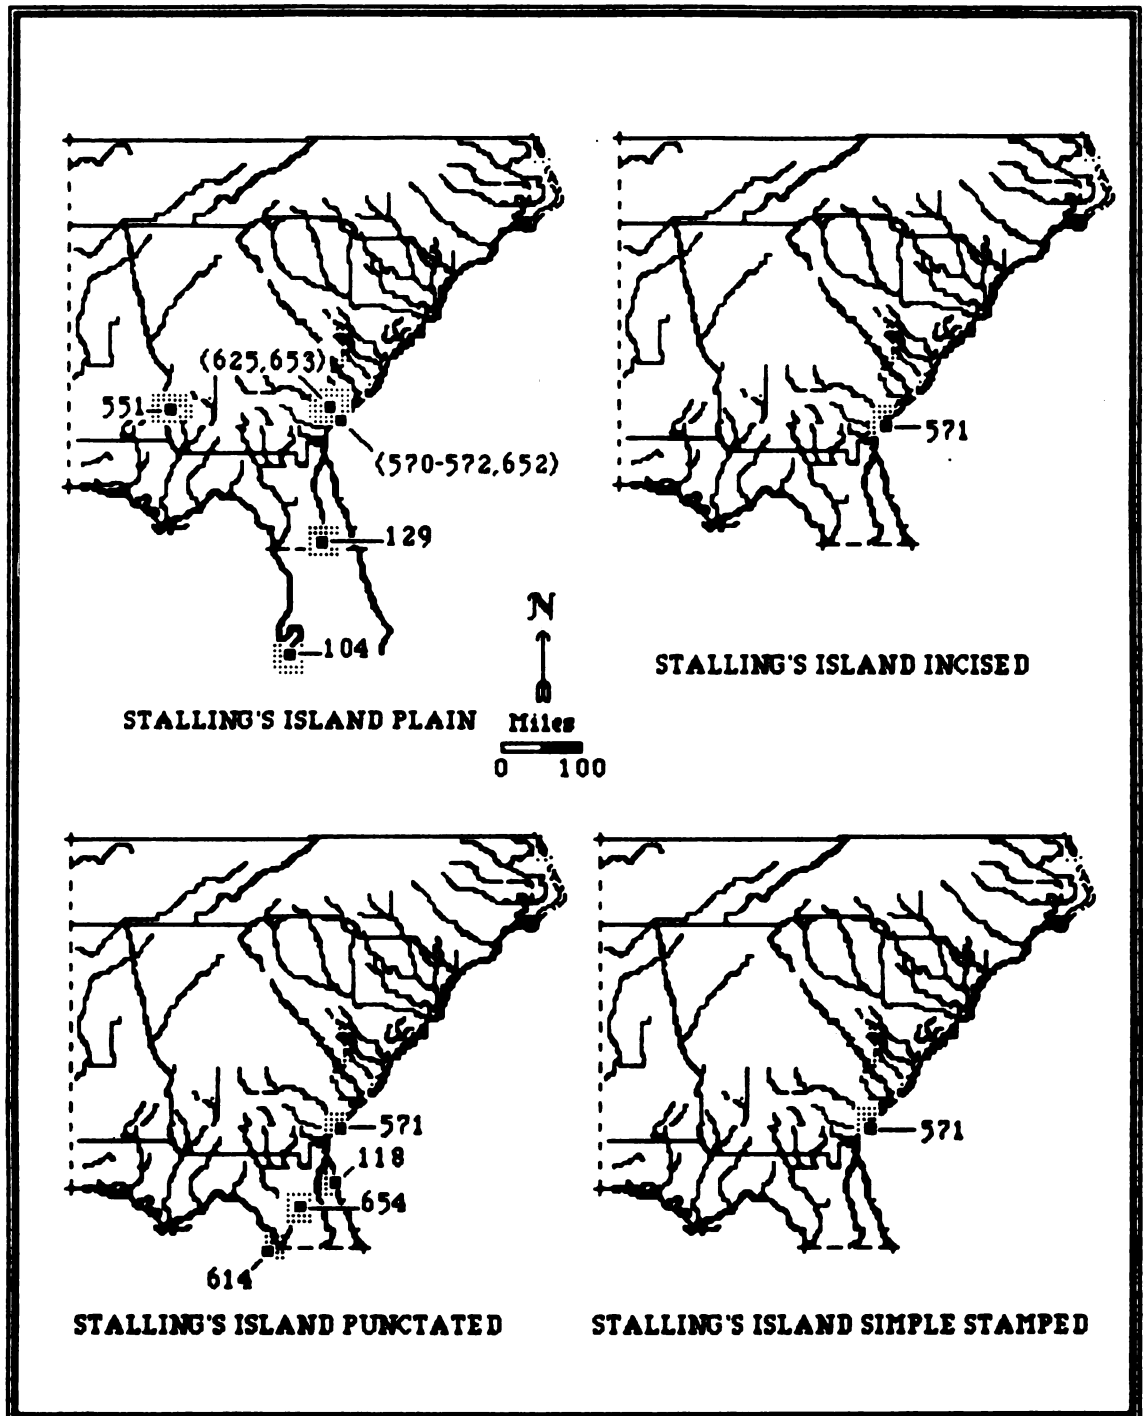 (625,653)
551
(570-572,652)
129
104
STALLING'S ISLAND PLAIN
571
STALLING'S ISLAND INCISED
N
Miles
0 100
571
118
654
614
STALLING'S ISLAND PUNCTATED
571
STALLING'S ISLAND SIMPLE STAMPED